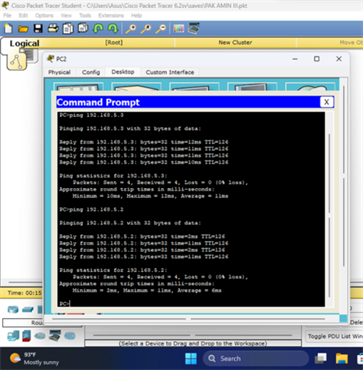 Cisco Packet Tracer Student - C:\Users\Asus\Cisco Packet Tracer 6.2sv\saves\PAK AMIN III.pkt
File Edit Options View Tools Extensions Help
Logical [Root] New Cluster Move Ob
PC2
Physical Config Desktop Custom Interface
Command Prompt X
PC>ping 192.168.5.3
Pinging 192.168.5.3 with 32 bytes of data:
Reply from 192.168.5.3: bytes=32 time=12ms TTL=126
Reply from 192.168.5.3: bytes=32 time=10ms TTL=126
Reply from 192.168.5.3: bytes=32 time=12ms TTL=126
Reply from 192.168.5.3: bytes=32 time=10ms TTL=126
Ping statistics for 192.168.5.3:
Packets: Sent = 4, Received = 4, Lost = 0 (0% loss),
Approximate round trip times in milli-seconds:
Minimum = 10ms, Maximum = 12ms, Average = 11ms
PC>ping 192.168.5.2
Pinging 192.168.5.2 with 32 bytes of data:
Reply from 192.168.5.2: bytes=32 time=2ms TTL=126
Reply from 192.168.5.2: bytes=32 time=2ms TTL=126
Reply from 192.168.5.2: bytes=32 time=11ms TTL=126
Reply from 192.168.5.2: bytes=32 time=11ms TTL=126
Ping statistics for 192.168.5.2:
Packets: Sent = 4, Received = 4, Lost = 0 (0% loss),
Approximate round trip times in milli-seconds:
Minimum = 2ms, Maximum = 11ms, Average = 6ms
PC>
Time: 00:15
Rou
(Select a Device to Drag and Drop to the Workspace)
Toggle PDU List Win
93°F
Mostly sunny
Search